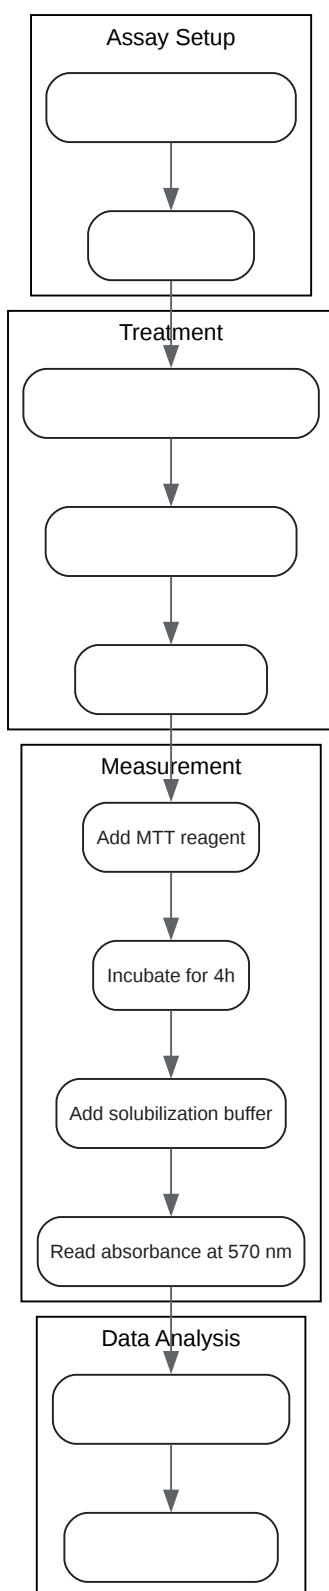 Assay Setup
Treatment
Measurement
Add MTT reagent
Incubate for 4h
Add solubilization buffer
Read absorbance at 570 nm
Data Analysis